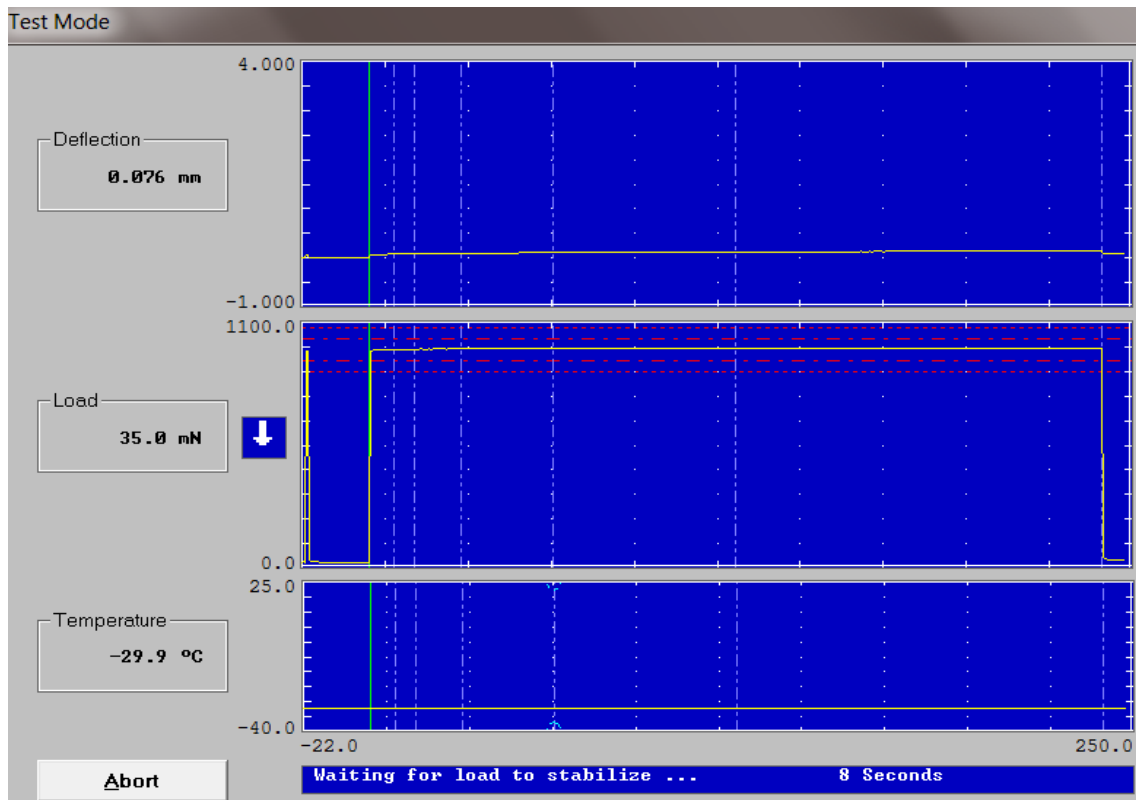 Test Mode
4.000
Deflection
0.076 mm
-1.000
1100.0
Load
35.0 mN
0.0
25.0
Temperature
-29.9 ºC
-40.0
-22.0 250.0
Abort
Waiting for load to stabilize ... 8 Seconds